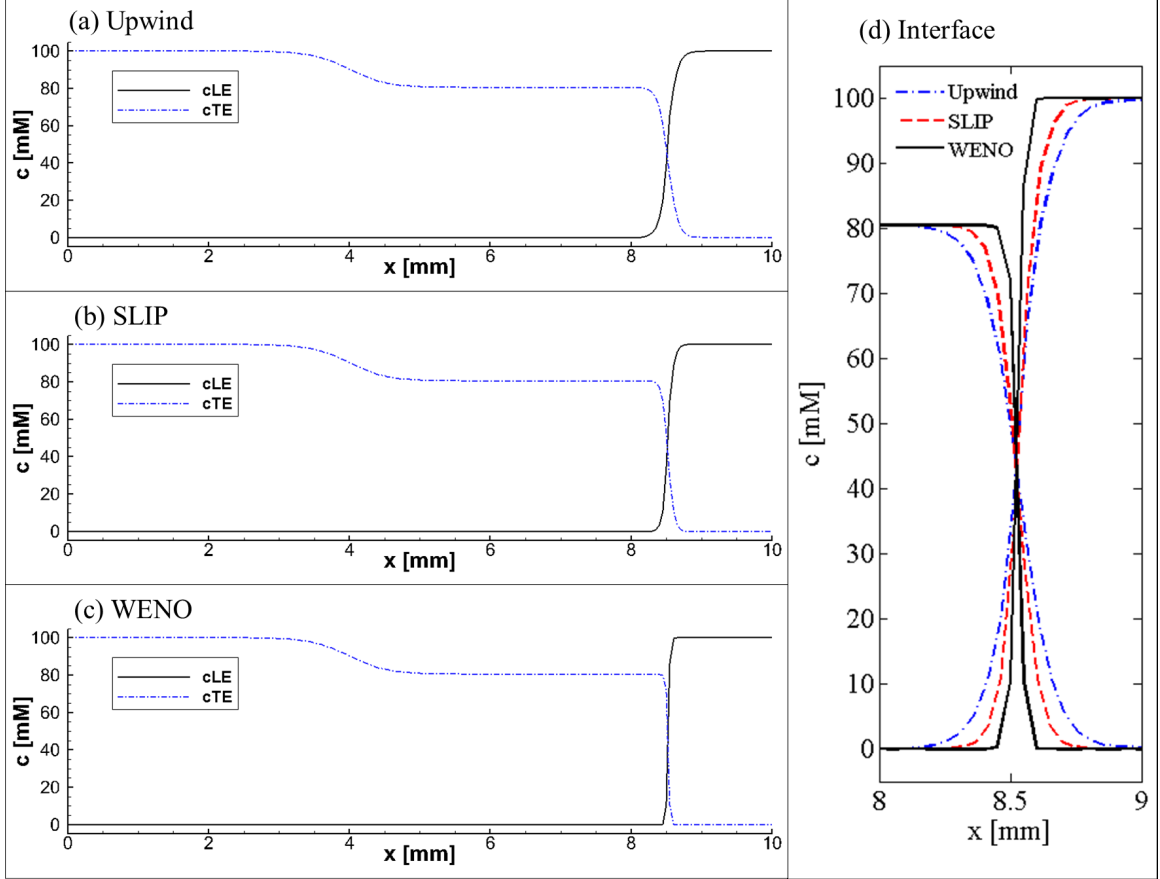 (a) Upwind
100
80
60
40
20
0
c [mM]
cLE
cTE
0 2 4 6 8 10
x [mm]
(b) SLIP
100
80
60
40
20
0
c [mM]
cLE
cTE
0 2 4 6 8 10
x [mm]
(c) WENO
100
80
60
40
20
0
c [mM]
cLE
cTE
0 2 4 6 8 10
x [mm]
(d) Interface
Upwind
SLIP
WENO
100
90
80
70
60
50
40
30
20
10
0
c [mM]
8 8.5 9
x [mm]